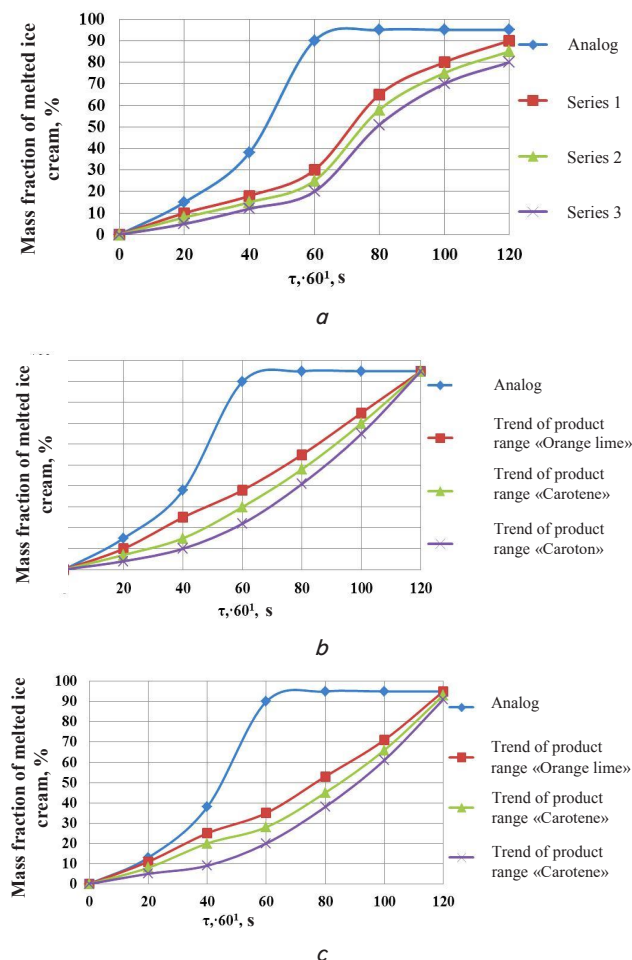 Mass fraction of melted ice
cream, %
100
90
80
70
60
50
40
30
20
10
0
0 20 40 60 80 100 120
τ,·60¹, s
Analog
Series 1
Series 2
Series 3
a
Mass fraction of melted ice
cream, %
20 40 60 80 100 120
τ,·60¹, s
Analog
Trend of product
range «Orange lime»
Trend of product
range «Carotene»
Trend of product
range «Caroton»
b
Mass fraction of melted ice
cream, %
100
90
80
70
60
50
40
30
20
10
0
0 20 40 60 80 100 120
τ,·60¹, s
Analog
Trend of product
range «Orange lime»
Trend of product
range «Carotene»
Trend of product
range «Carotene»
c